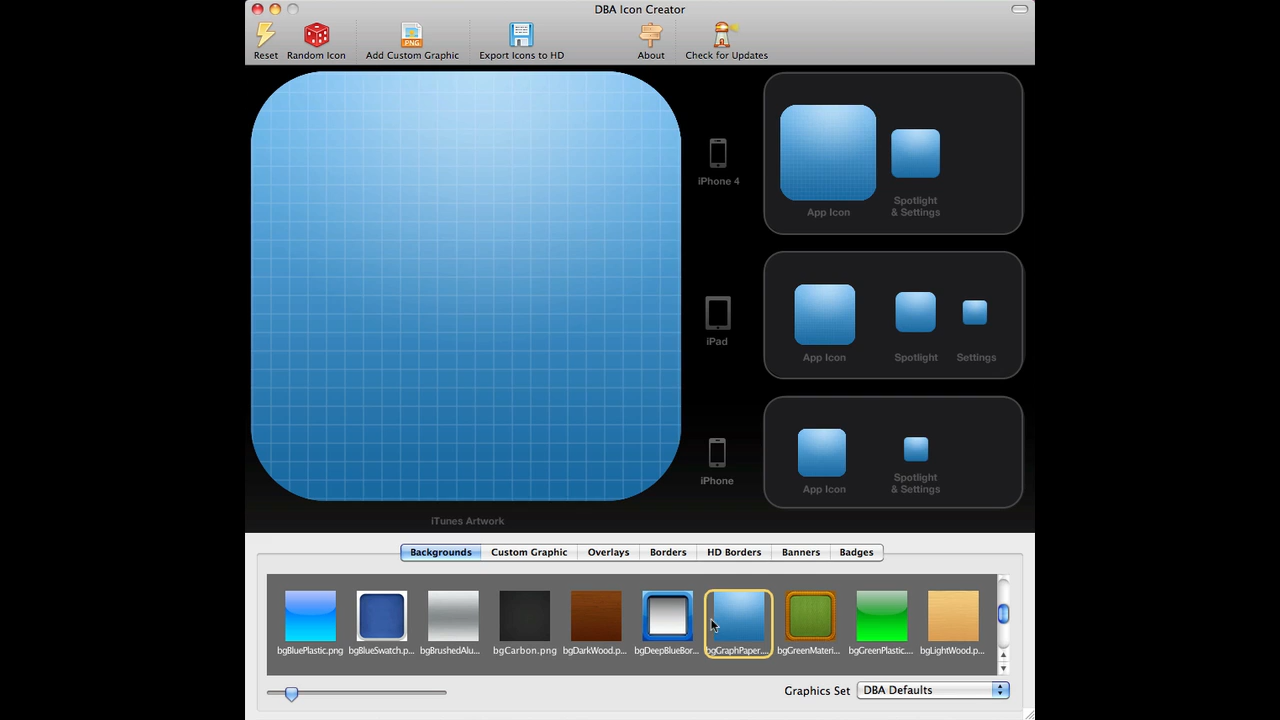 DBA Icon Creator
Reset Random Icon Add Custom Graphic Export Icons to HD About Check for Updates
PNG
iPhone 4
App Icon
Spotlight
& Settings
iPad
App Icon Spotlight Settings
iPhone
App Icon
Spotlight
& Settings
iTunes Artwork
Backgrounds Custom Graphic Overlays Borders HD Borders Banners Badges
bgBluePlastic.png bgBlueSwatch.p... bgBrushedAlu... bgCarbon.png bgDarkWood.p... bgDeepBlueBor... bgGraphPaper.... bgGreenMateri... bgGreenPlastic.... bgLightWood.p...
Graphics Set DBA Defaults